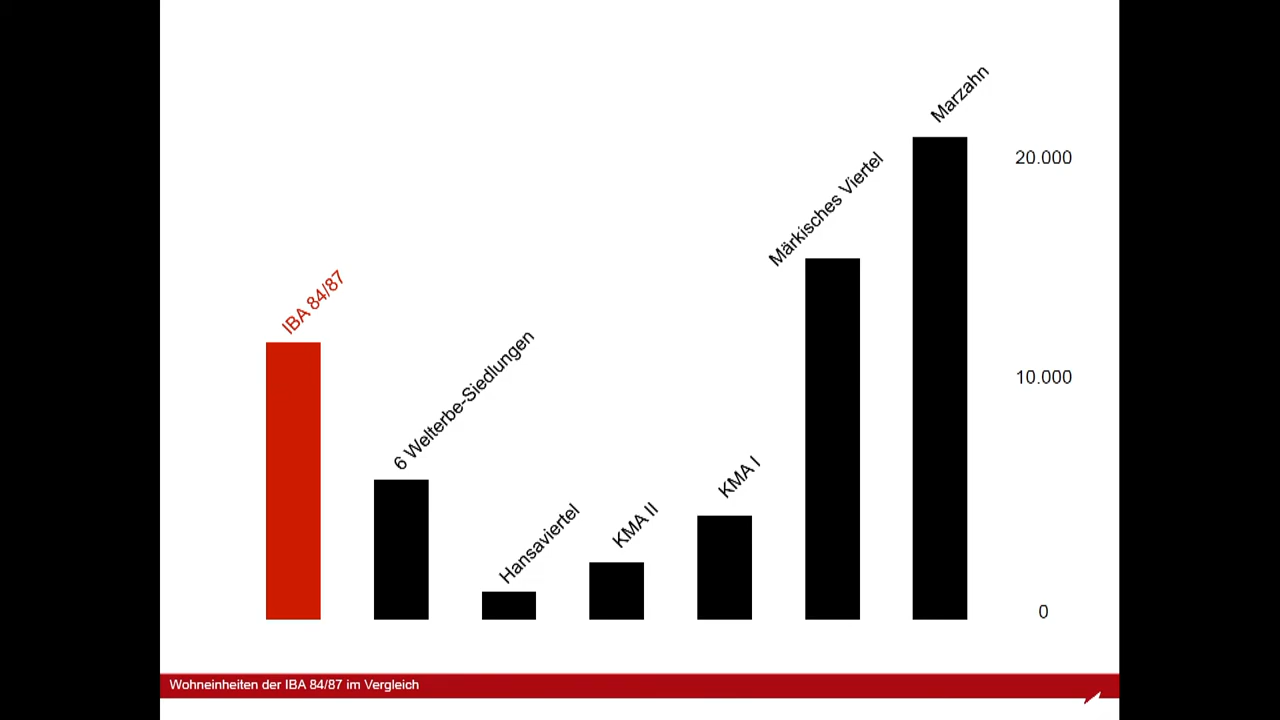 Marzahn
20.000
Märkisches Viertel
IBA 84/87
6 Welterbe-Siedlungen
10.000
KMA I
KMA II
Hansaviertel
0
Wohneinheiten der IBA 84/87 im Vergleich